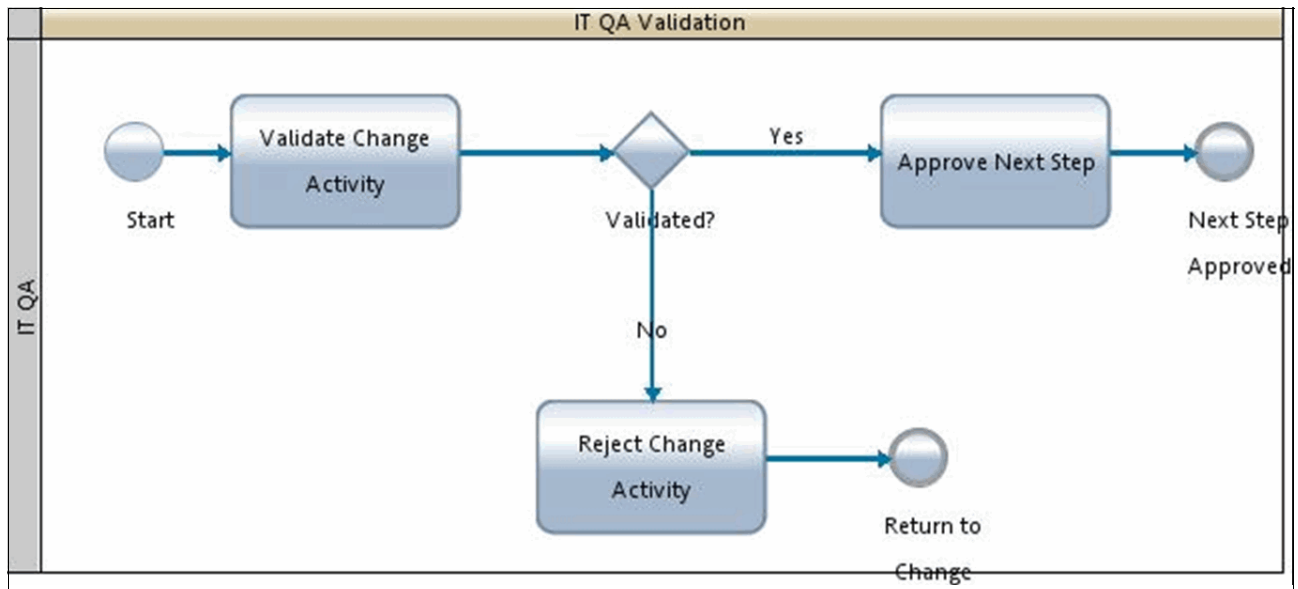 IT QA Validation
IT QA
Start
Validate Change
Activity
Validated?
Yes
Approve Next Step
Next Step
Approved
No
Reject Change
Activity
Return to
Change